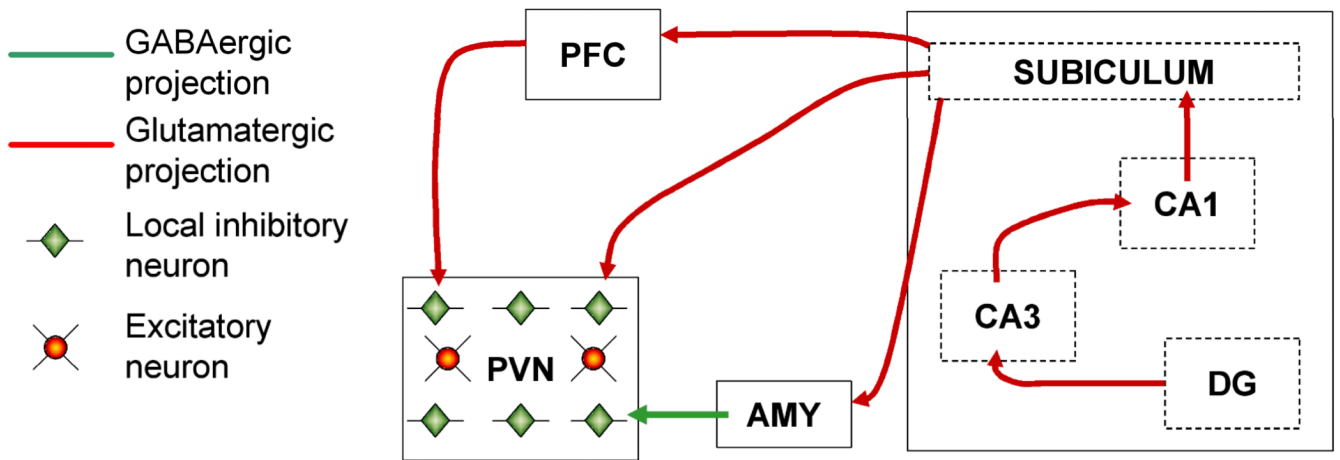 GABAergic
projection
Glutamatergic
projection
Local inhibitory
neuron
Excitatory
neuron
PFC
SUBICULUM
CA1
CA3
PVN
DG
AMY